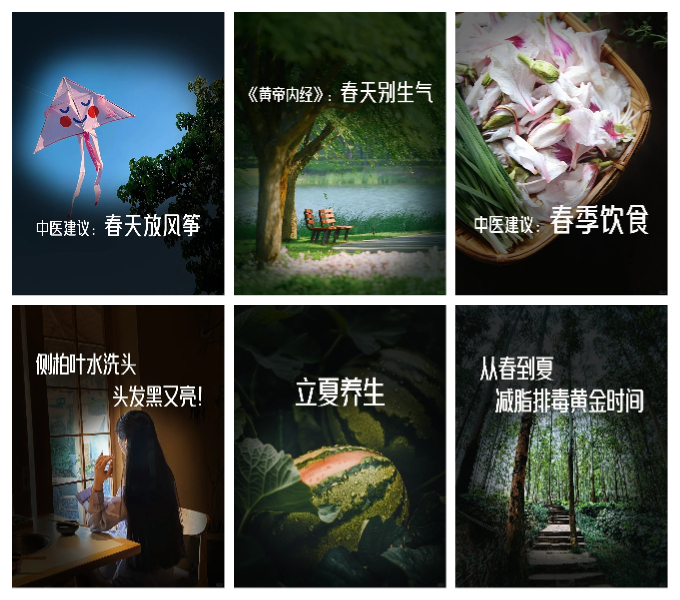 中医建议：春天放风筝
《黄帝内经》：春天别生气
中医建议：春季饮食
侧柏叶水洗头
头发黑又亮！
立夏养生
从春到夏
减脂排毒黄金时间